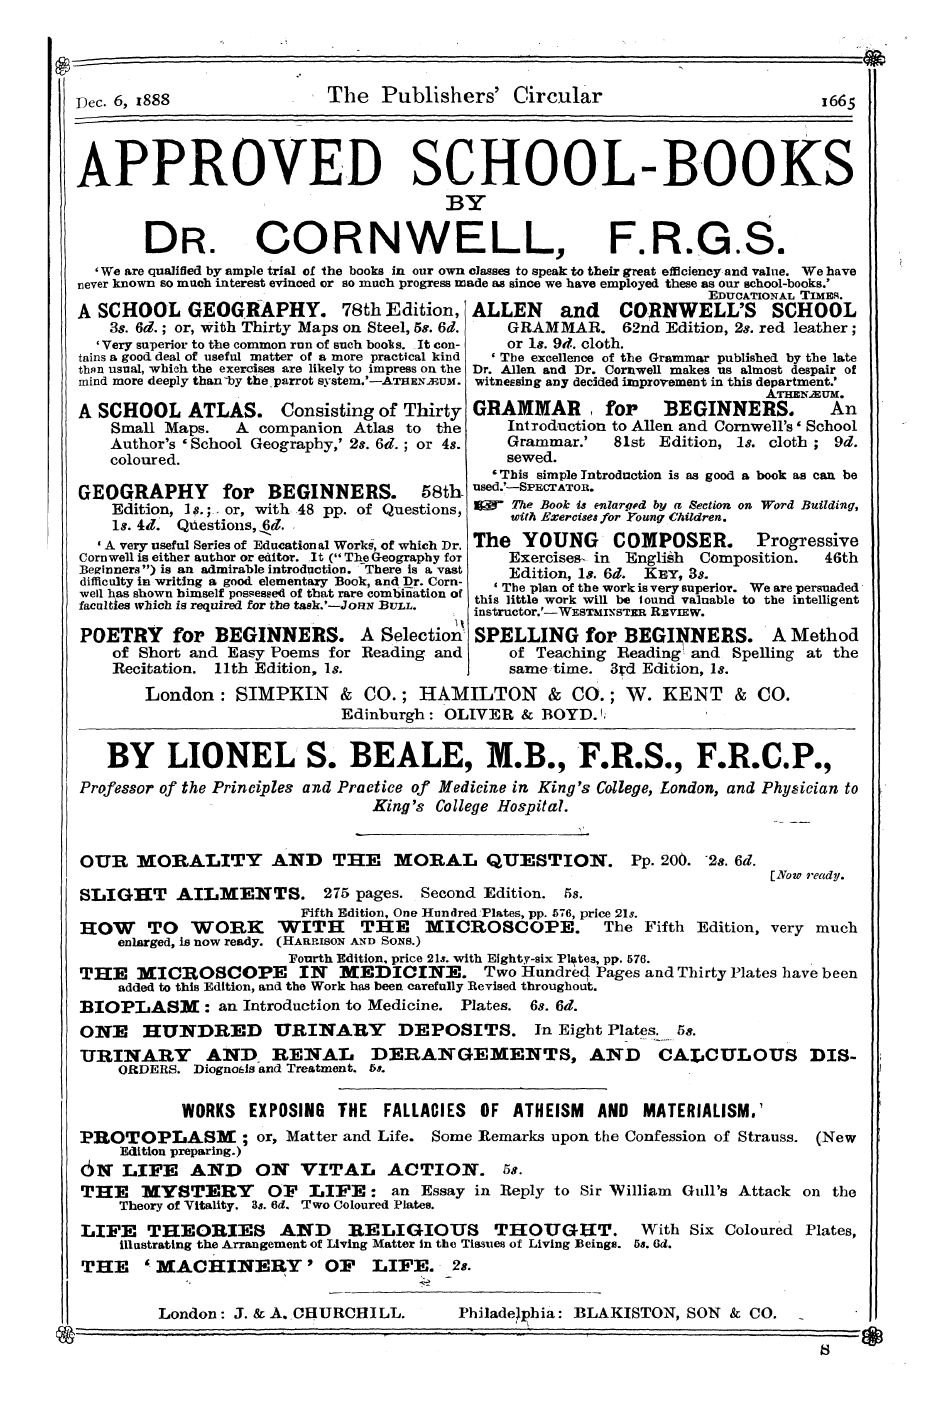 Dec. 6, 1888
The Publishers' Circular
1665
APPROVED SCHOOL-BOOKS
BY
DR. CORNWELL, F.R.G.S.
'We are qualified by ample trial of the books in our own classes to speak to their great efficiency and value. We have
never known so much interest evinced or so much progress made as since we have employed these as our school-books.'
EDUCATIONAL TIMES.
A SCHOOL GEOGRAPHY. 78th Edition,
3s. 6d.; or, with Thirty Maps on Steel, 5s. 6d.
'Very superior to the common run of such books. It con-
tains a good deal of useful matter of a more practical kind
than usual, which the exercises are likely to impress on the
mind more deeply than by the parrot system.'—ATHENÆUM.
A SCHOOL ATLAS. Consisting of Thirty
Small Maps. A companion Atlas to the
Author's 'School Geography,' 2s. 6d.; or 4s.
coloured.
GEOGRAPHY for BEGINNERS. 58th
Edition, 1s.; or, with 48 pp. of Questions,
1s. 4d. Questions, 6d.
'A very useful Series of Educational Works, of which Dr.
Cornwell is either author or editor. It ("The Geography for
Beginners") is an admirable introduction. There is a vast
difficulty in writing a good elementary Book, and Dr. Corn-
well has shown himself possessed of that rare combination of
faculties which is required for the task.'—JOHN BULL.
POETRY for BEGINNERS. A Selection
of Short and Easy Poems for Reading and
Recitation. 11th Edition, 1s.
ALLEN and CORNWELL'S SCHOOL
GRAMMAR. 62nd Edition, 2s. red leather;
or 1s. 9d. cloth.
'The excellence of the Grammar published by the late
Dr. Allen and Dr. Cornwell makes us almost despair of
witnessing any decided improvement in this department.'
ATHENÆUM.
GRAMMAR for BEGINNERS. An
Introduction to Allen and Cornwell's 'School
Grammar.' 81st Edition, 1s. cloth; 9d.
sewed.
'This simple Introduction is as good a book as can be
used.'—SPECTATOR.
☞ The Book is enlarged by a Section on Word Building,
with Exercises for Young Children.
The YOUNG COMPOSER. Progressive
Exercises in English Composition. 46th
Edition, 1s. 6d. KEY, 3s.
'The plan of the work is very superior. We are persuaded
this little work will be found valuable to the intelligent
instructor.'—WESTMINSTER REVIEW.
SPELLING for BEGINNERS. A Method
of Teaching Reading and Spelling at the
same time. 3rd Edition, 1s.
London: SIMPKIN & CO.; HAMILTON & CO.; W. KENT & CO.
Edinburgh: OLIVER & BOYD.
BY LIONEL S. BEALE, M.B., F.R.S., F.R.C.P.,
Professor of the Principles and Practice of Medicine in King's College, London, and Physician to
King's College Hospital.
OUR MORALITY AND THE MORAL QUESTION. Pp. 200. 2s. 6d.
[Now ready.
SLIGHT AILMENTS. 275 pages. Second Edition. 5s.
Fifth Edition, One Hundred Plates, pp. 576, price 21s.
HOW TO WORK WITH THE MICROSCOPE. The Fifth Edition, very much
enlarged, is now ready. (HARRISON AND SONS.)
Fourth Edition, price 21s. with Eighty-six Plates, pp. 576.
THE MICROSCOPE IN MEDICINE. Two Hundred Pages and Thirty Plates have been
added to this Edition, and the Work has been carefully Revised throughout.
BIOPLASM: an Introduction to Medicine. Plates. 6s. 6d.
ONE HUNDRED URINARY DEPOSITS. In Eight Plates. 5s.
URINARY AND RENAL DERANGEMENTS, AND CALCULOUS DIS-
ORDERS. Diognosis and Treatment. 5s.
WORKS EXPOSING THE FALLACIES OF ATHEISM AND MATERIALISM.
PROTOPLASM; or, Matter and Life. Some Remarks upon the Confession of Strauss. (New
Edition preparing.)
ON LIFE AND ON VITAL ACTION. 5s.
THE MYSTERY OF LIFE: an Essay in Reply to Sir William Gull's Attack on the
Theory of Vitality. 3s. 6d. Two Coloured Plates.
LIFE THEORIES AND RELIGIOUS THOUGHT. With Six Coloured Plates,
illustrating the Arrangement of Living Matter in the Tissues of Living Beings. 5s. 6d.
THE 'MACHINERY' OF LIFE. 2s.
London: J. & A. CHURCHILL. Philadelphia: BLAKISTON, SON & CO.
S